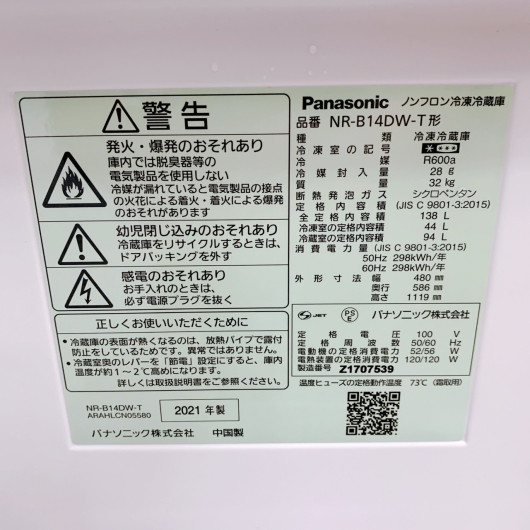 警告
発火・爆発のおそれあり
庫内では脱臭器等の
電気製品を使用しない
冷媒が漏れていると電気製品の接点
の火花による着火・着火による爆発
のおそれあり
幼児閉じ込みのおそれあり
冷蔵庫をリサイクルするときは、
ドアパッキングを外す
感電のおそれあり
お手入れのときは、
必ず電源プラグを抜く
正しくお使いいただくために
・冷蔵庫の表面が熱くなるのは、放熱パイプで露付
防止をしているためです。異常ではありません。
・冷蔵室奥のレバーを「節電」設定にすると、庫内
温度が約1～2℃高めになります。
詳しくは取扱説明書をご覧ください。
NR-B14DW-T
ARAHLCN05580
2021年製
パナソニック株式会社 中国製
Panasonic ノンフロン冷凍冷蔵庫
品番 NR-B14DW-T形
種類 冷凍冷蔵庫
冷凍室の記号
冷媒 R600a
冷媒封入量 28 g
質量 32 kg
断熱発泡ガス シクロペンタン
定格内容積 (JIS C 9801-3:2015)
全定格内容積 138 L
冷凍室の定格内容積 44 L
冷蔵室の定格内容積 94 L
消費電力量 (JIS C 9801-3:2015)
50Hz 298kWh/年
60Hz 298kWh/年
外形寸法 幅 480 mm
奥行 586 mm
高さ 1119 mm
JET PSE パナソニック株式会社
定格電圧 100 V
定格周波数 50/60 Hz
電動機の定格消費電力 52/56 W
電熱装置の定格消費電力 120/120 W
製造番号 Z1707539
温度ヒューズの定格動作温度 73℃ (霜取用)